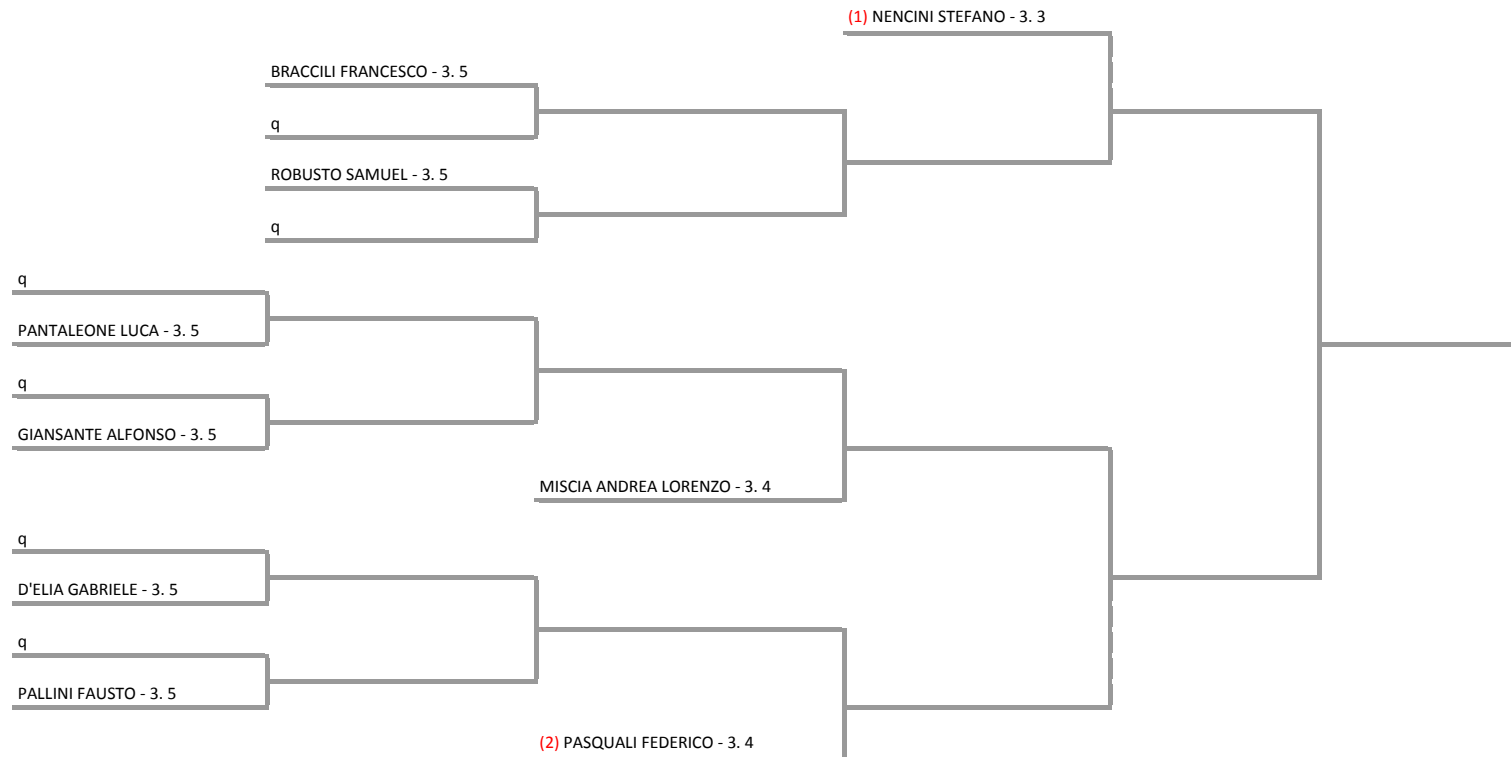 (1) NENCINI STEFANO - 3. 3
BRACCILI FRANCESCO - 3. 5
q
ROBUSTO SAMUEL - 3. 5
q
q
PANTALEONE LUCA - 3. 5
q
GIANSANTE ALFONSO - 3. 5
MISCIA ANDREA LORENZO - 3. 4
q
D'ELIA GABRIELE - 3. 5
q
PALLINI FAUSTO - 3. 5
(2) PASQUALI FEDERICO - 3. 4